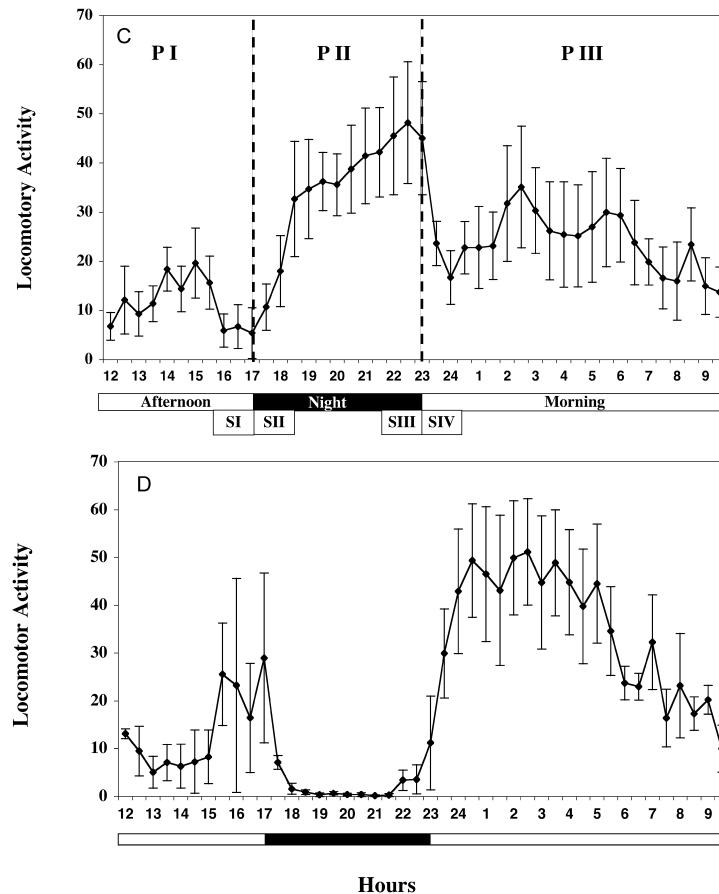 C
P I
P II
P III
Locomotory Activity
70
60
50
40
30
20
10
0
12 13 14 15 16 17 18 19 20 21 22 23 24 1 2 3 4 5 6 7 8 9
Afternoon Night Morning
SI SII SIII SIV
D
Locomotor Activity
70
60
50
40
30
20
10
0
12 13 14 15 16 17 18 19 20 21 22 23 24 1 2 3 4 5 6 7 8 9
Hours